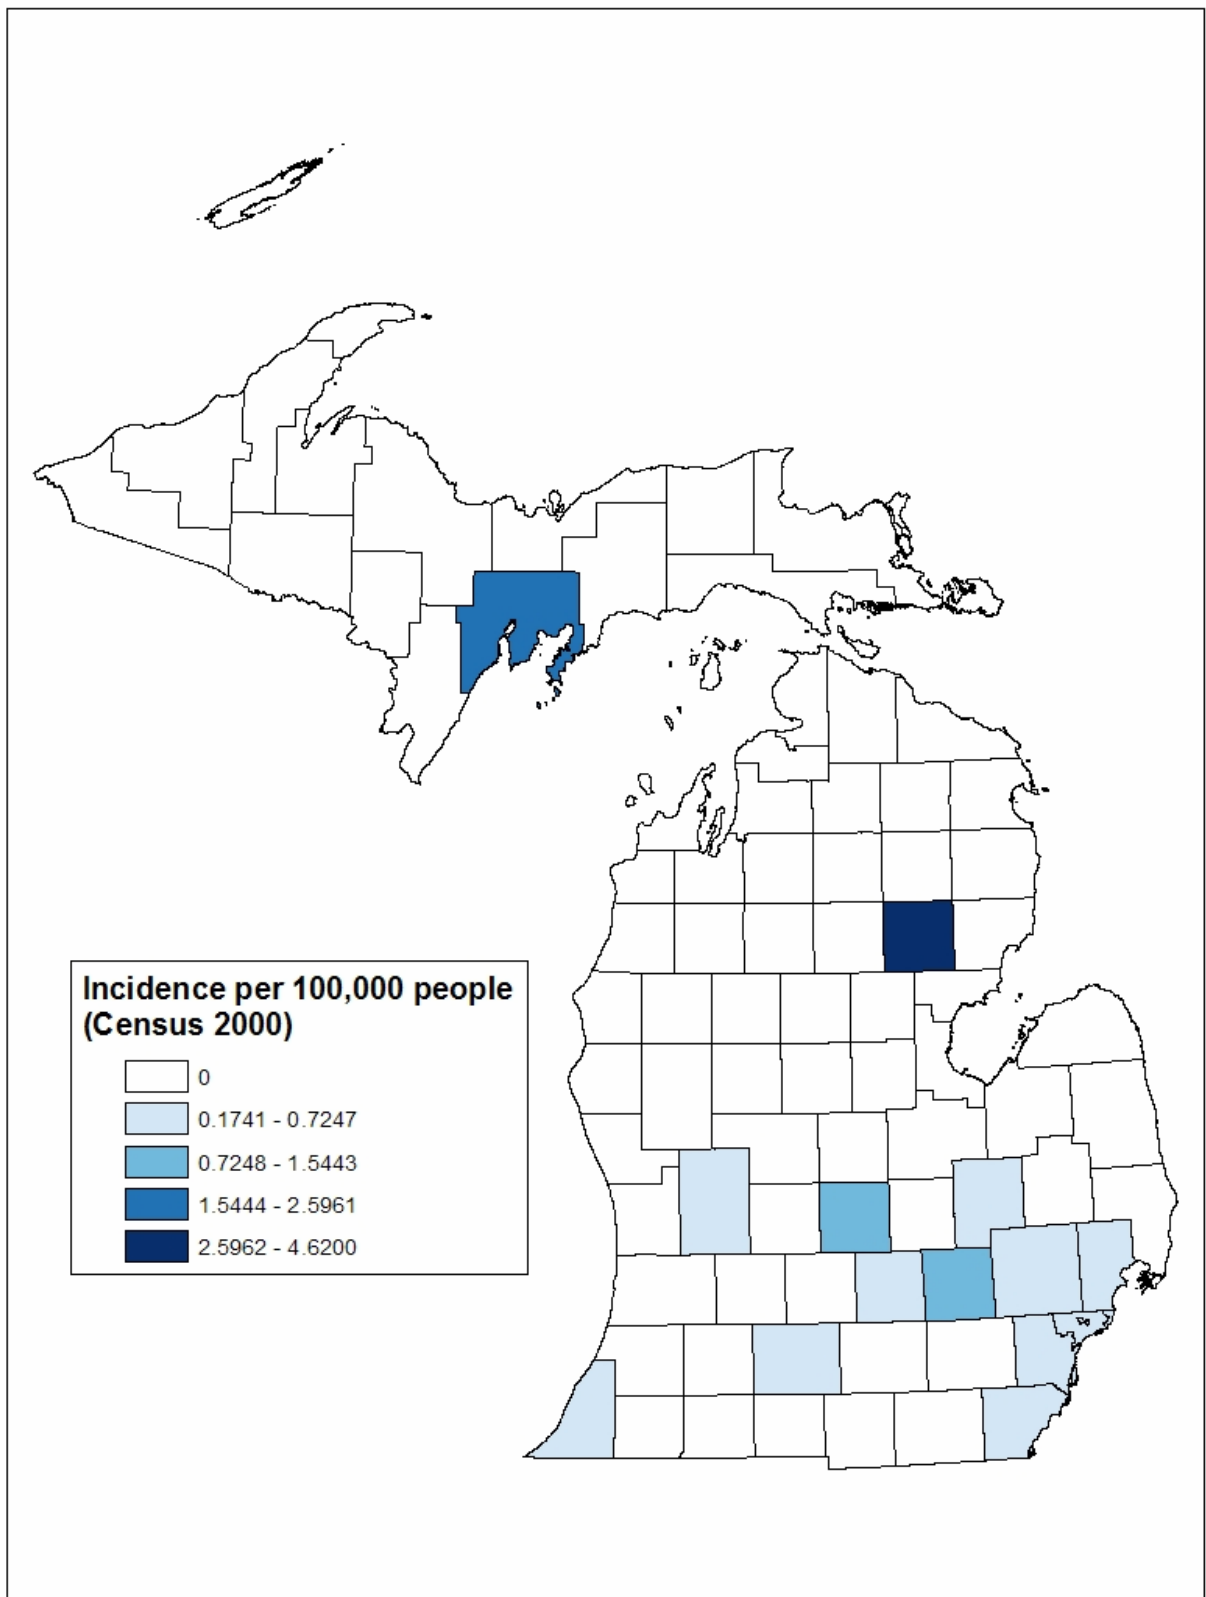 Incidence per 100,000 people
(Census 2000)
0
0.1741 - 0.7247
0.7248 - 1.5443
1.5444 - 2.5961
2.5962 - 4.6200